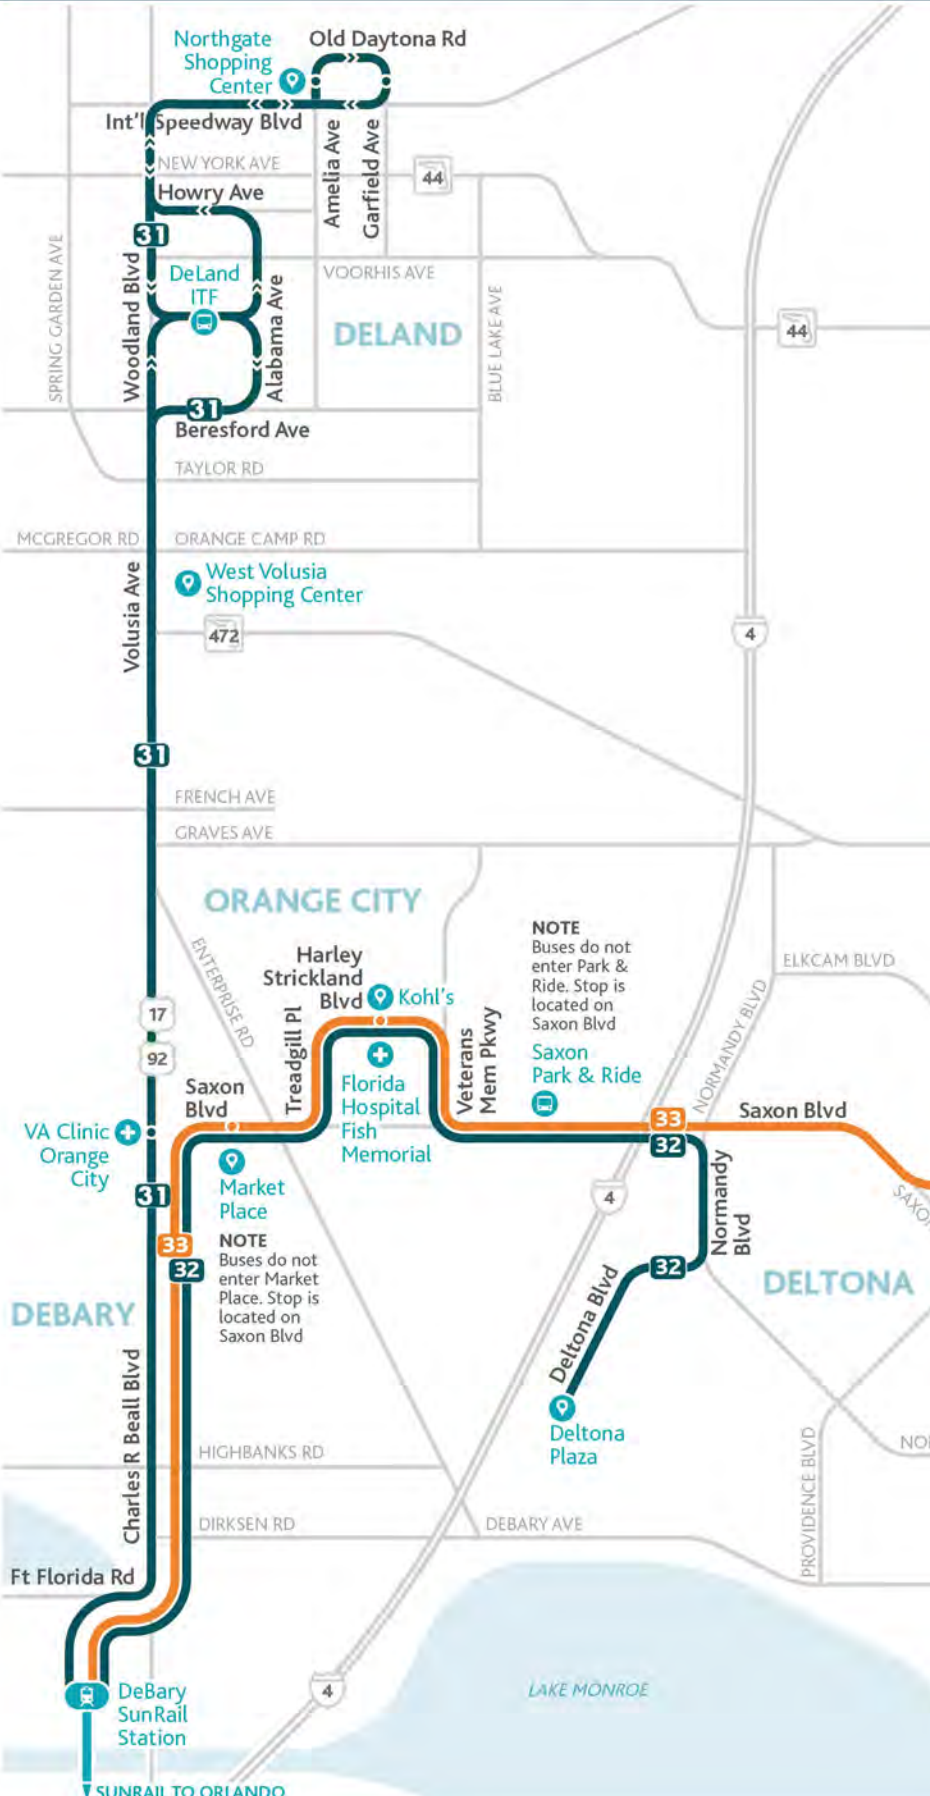 Northgate
Shopping
Center
Old Daytona Rd
Int'l Speedway Blvd
NEW YORK AVE
44
Howry Ave
Amelia Ave
Garfield Ave
31
SPRING GARDEN AVE
Woodland Blvd
DeLand
ITF
Alabama Ave
VOORHIS AVE
DELAND
BLUE LAKE AVE
44
31
Beresford Ave
TAYLOR RD
MCGREGOR RD
ORANGE CAMP RD
Volusia Ave
West Volusia
Shopping Center
472
4
31
FRENCH AVE
GRAVES AVE
ORANGE CITY
ENTERPRISE RD
Harley
Strickland
Blvd
Kohl's
NOTE
Buses do not
enter Park &
Ride. Stop is
located on
Saxon Blvd
ELKCAM BLVD
NORMANDY BLVD
17
92
Treadgill Pl
Veterans
Mem Pkwy
Saxon
Park & Ride
Saxon
Blvd
Florida
Hospital
Fish
Memorial
33
32
Saxon Blvd
VA Clinic
Orange
City
31
Market
Place
NOTE
Buses do not
enter Market
Place. Stop is
located on
Saxon Blvd
33
32
4
Normandy
Blvd
SAXO
32
DEBARY
DELTONA
Deltona Blvd
Deltona
Plaza
Charles R Beall Blvd
HIGHBANKS RD
NO
PROVIDENCE BLVD
DIRKSEN RD
DEBARY AVE
Ft Florida Rd
DeBary
SunRail
Station
4
LAKE MONROE
SUNRAIL TO ORLANDO